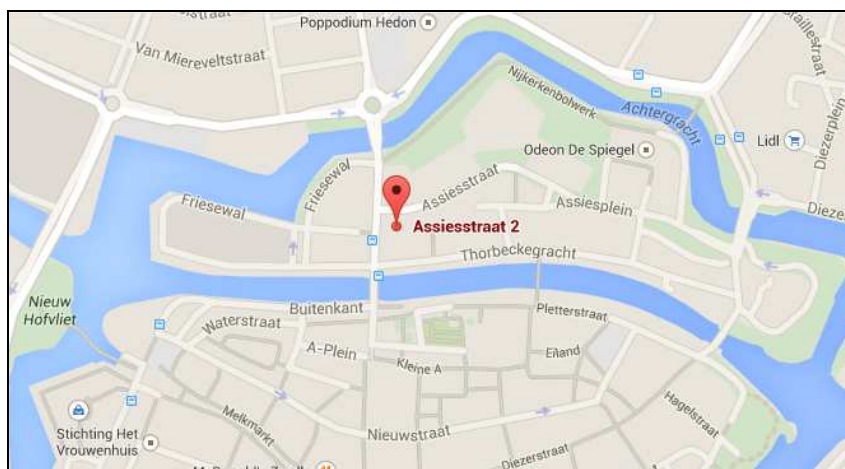 Poppodium Hedon
Van Miereveltstraat
Nijkerkenbolwerk
Achtergracht
Diezerplein
Lidl
Odeon De Spiegel
Friesewal
Friesewal
Assiesstraat
Assiesplein
Assiesstraat 2
Thorbeckegracht
Nieuw
Hofvliet
Buitenkant
Waterstraat
A-Plein
Kleine A
Pletterstraat
Eiland
Hagelstraat
Melkmarkt
Nieuwstraat
Diezerstraat
Stichting Het
Vrouwenhuis